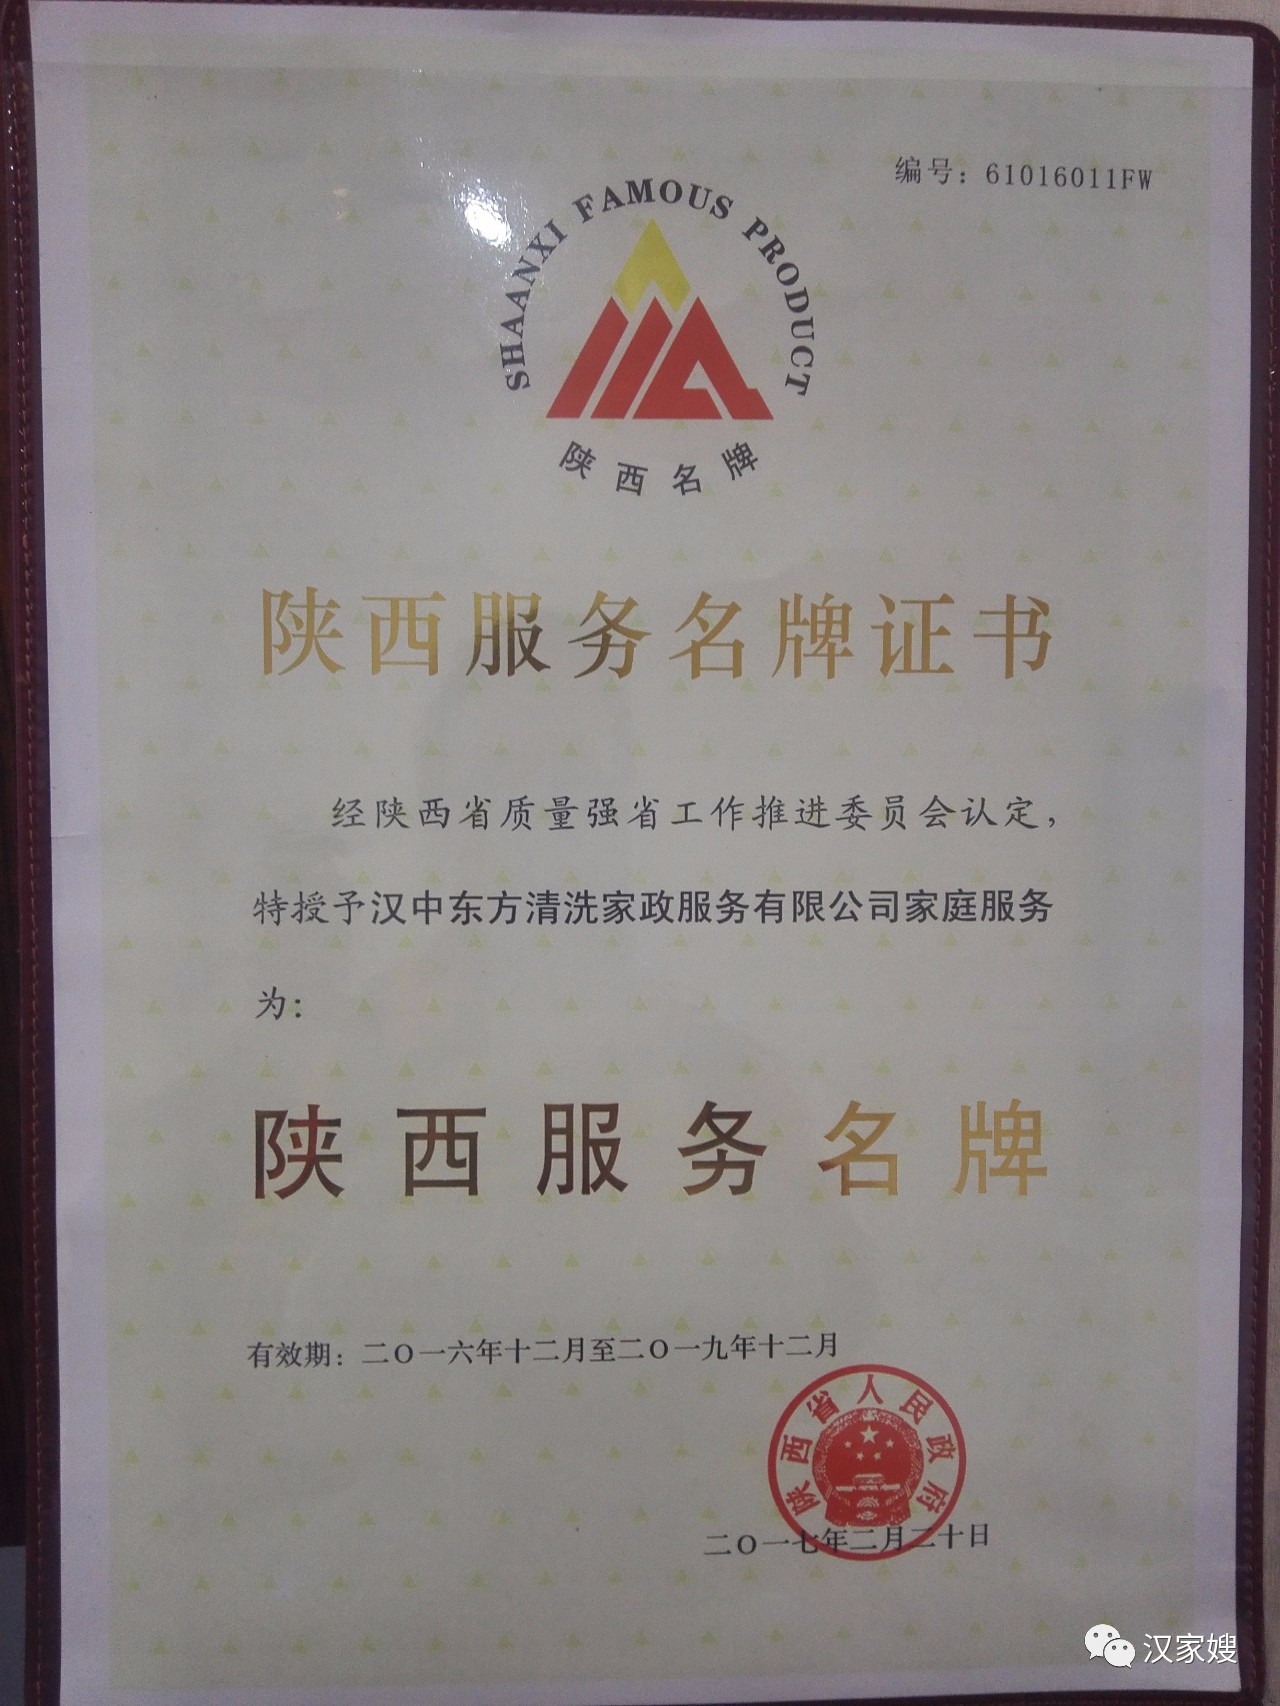 编号：61016011FW
SHAANXI FAMOUS PRODUCT
陕西名牌
陕西服务名牌证书
经陕西省质量强省工作推进委员会认定，
特授予汉中东方清洗家政服务有限公司家庭服务
为：
陕西服务名牌
有效期：二〇一六年十二月至二〇一九年十二月
陕西省人民政府
二〇一七年二月二十日
汉家嫂